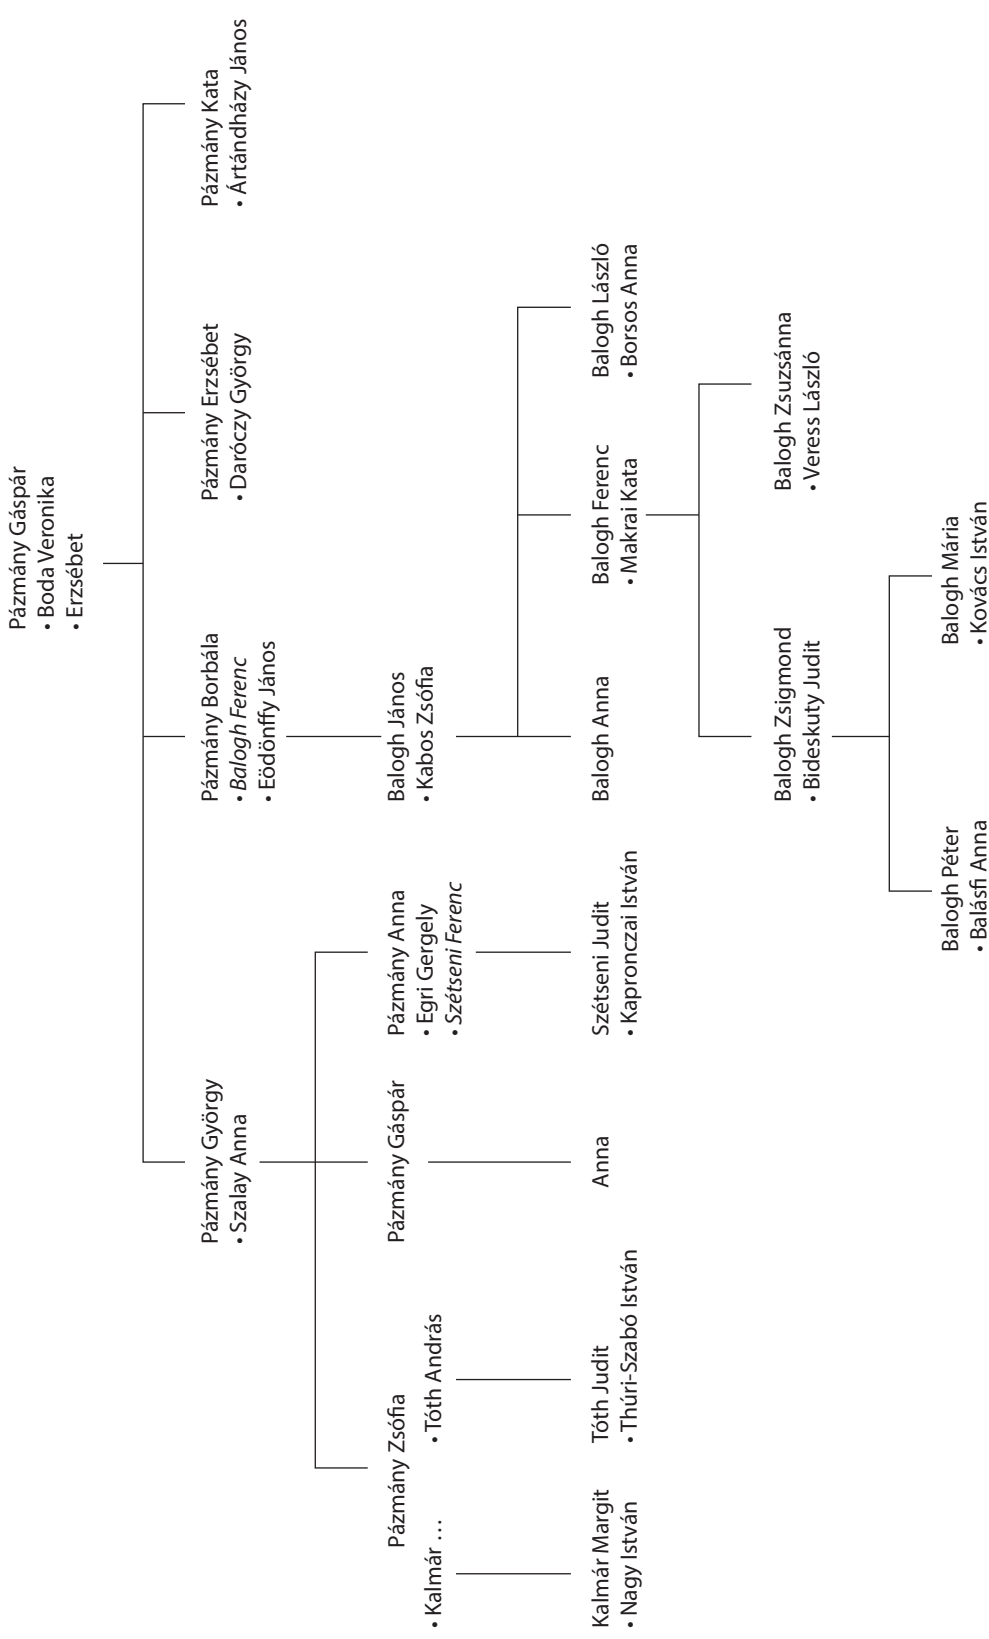 Pázmány Gáspár
• Boda Veronika
• Erzsébet
Pázmány György
• Szalay Anna
Pázmány Borbála
• Balogh Ferenc
• Eödönffy János
Pázmány Erzsébet
• Daróczy György
Pázmány Kata
• Ártándházy János
Pázmány Zsófia
• Kalmár …
• Tóth András
Pázmány Gáspár
Pázmány Anna
• Egri Gergely
• Szétseni Ferenc
Balogh János
• Kabos Zsófia
Kalmár Margit
• Nagy István
Tóth Judit
• Thúri-Szabó István
Anna
Szétseni Judit
• Kapronczai István
Balogh Anna
Balogh Ferenc
• Makrai Kata
Balogh László
• Borsos Anna
Balogh Zsigmond
• Bideskuty Judit
Balogh Zsuzsánna
• Veress László
Balogh Péter
• Balásfi Anna
Balogh Mária
• Kovács István